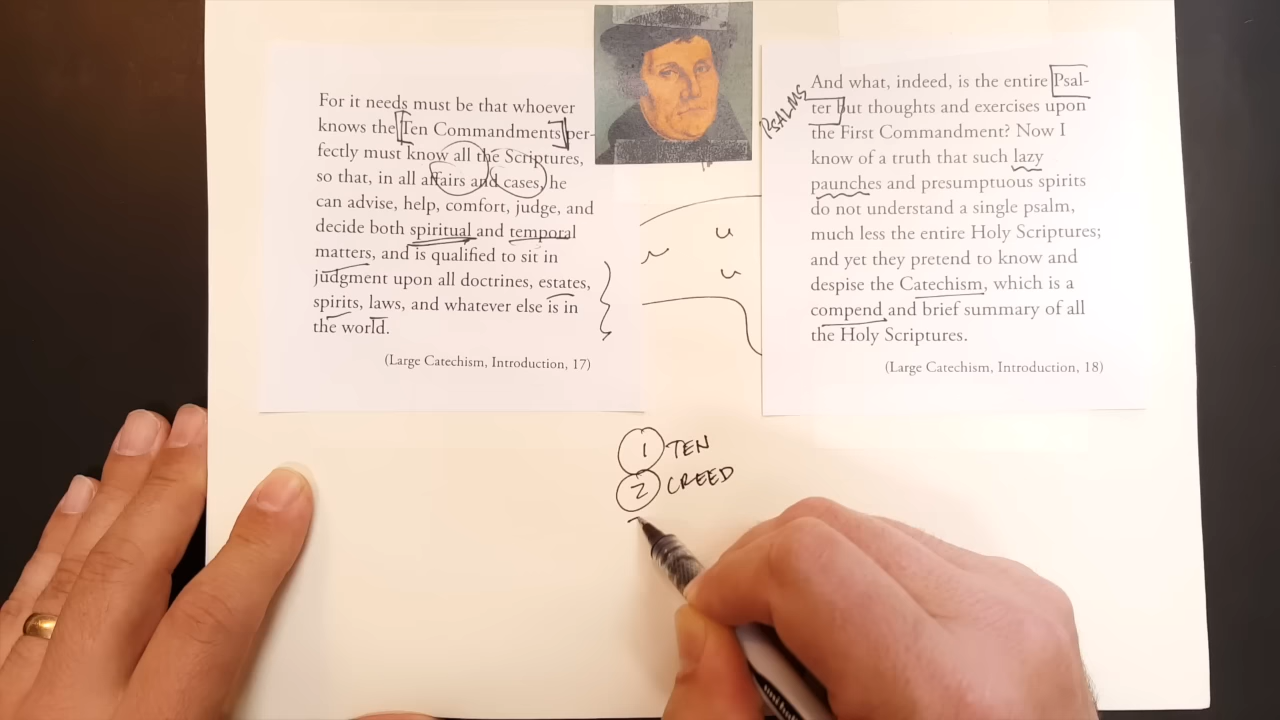 For it needs must be that whoever
knows the Ten Commandments per-
fectly must know all the Scriptures,
so that, in all affairs and cases, he
can advise, help, comfort, judge, and
decide both spiritual and temporal
matters, and is qualified to sit in
judgment upon all doctrines, estates,
spirits, laws, and whatever else is in
the world.
(Large Catechism, Introduction, 17)
PSALMS
And what, indeed, is the entire Psal-
ter but thoughts and exercises upon
the First Commandment? Now I
know of a truth that such lazy
paunches and presumptuous spirits
do not understand a single psalm,
much less the entire Holy Scriptures;
and yet they pretend to know and
despise the Catechism, which is a
compend and brief summary of all
the Holy Scriptures.
(Large Catechism, Introduction, 18)
1 TEN
2 CREED